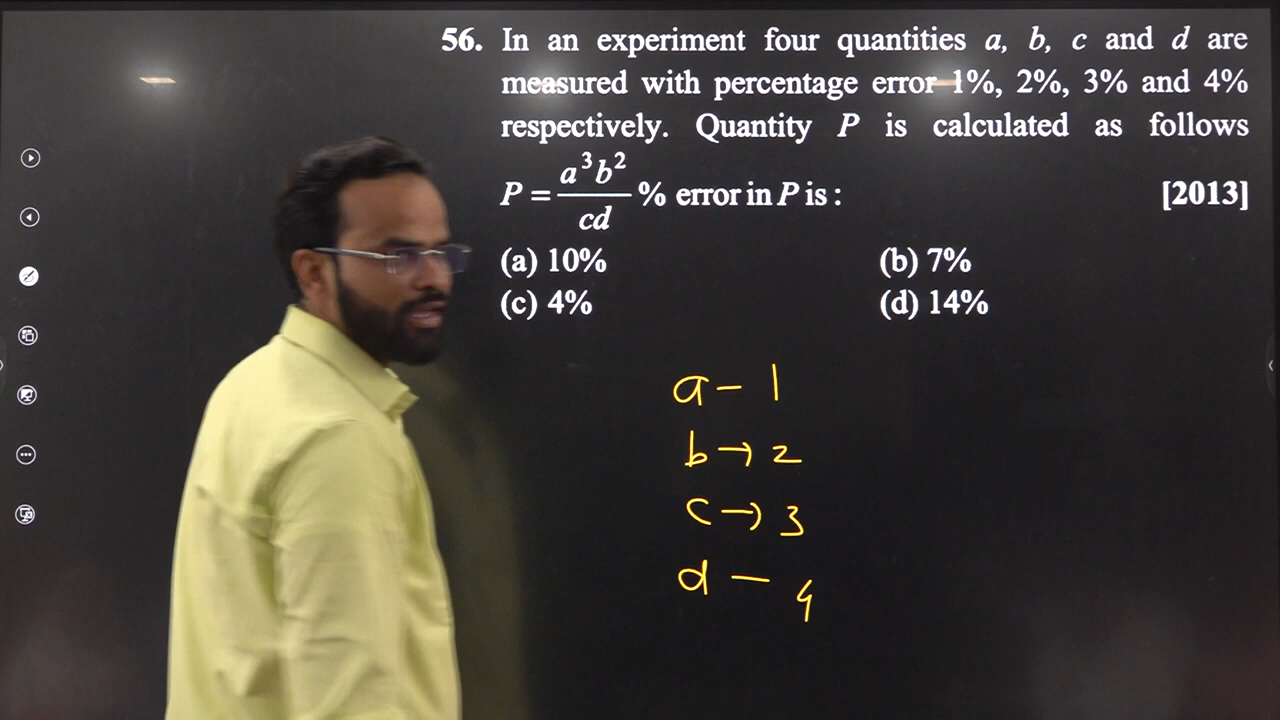 56. In an experiment four quantities a, b, c and d are
measured with percentage error 1%, 2%, 3% and 4%
respectively. Quantity P is calculated as follows
P = a³b²/cd % error in P is : [2013]
(a) 10% (b) 7%
(c) 4% (d) 14%
a – 1
b → 2
c → 3
d – 4